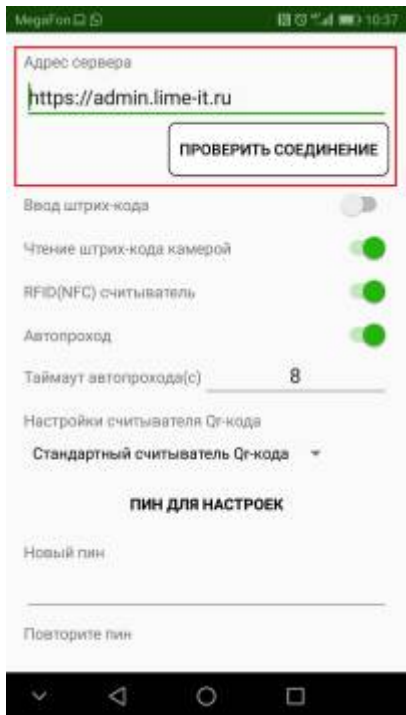 MegaFon 10:37
Адрес сервера
https://admin.lime-it.ru
ПРОВЕРИТЬ СОЕДИНЕНИЕ
Ввод штрих-кода
Чтение штрих-кода камерой
RFID(NFC) считыватель
Автопроход
Таймаут автопрохода(с) 8
Настройки считывателя Qr-кода
Стандартный считыватель Qr-кода
ПИН ДЛЯ НАСТРОЕК
Новый пин
Повторите пин